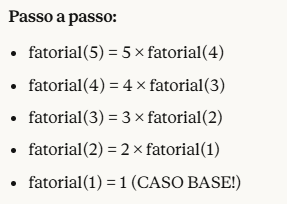 Passo a passo:
• fatorial(5) = 5 × fatorial(4)
• fatorial(4) = 4 × fatorial(3)
• fatorial(3) = 3 × fatorial(2)
• fatorial(2) = 2 × fatorial(1)
• fatorial(1) = 1 (CASO BASE!)